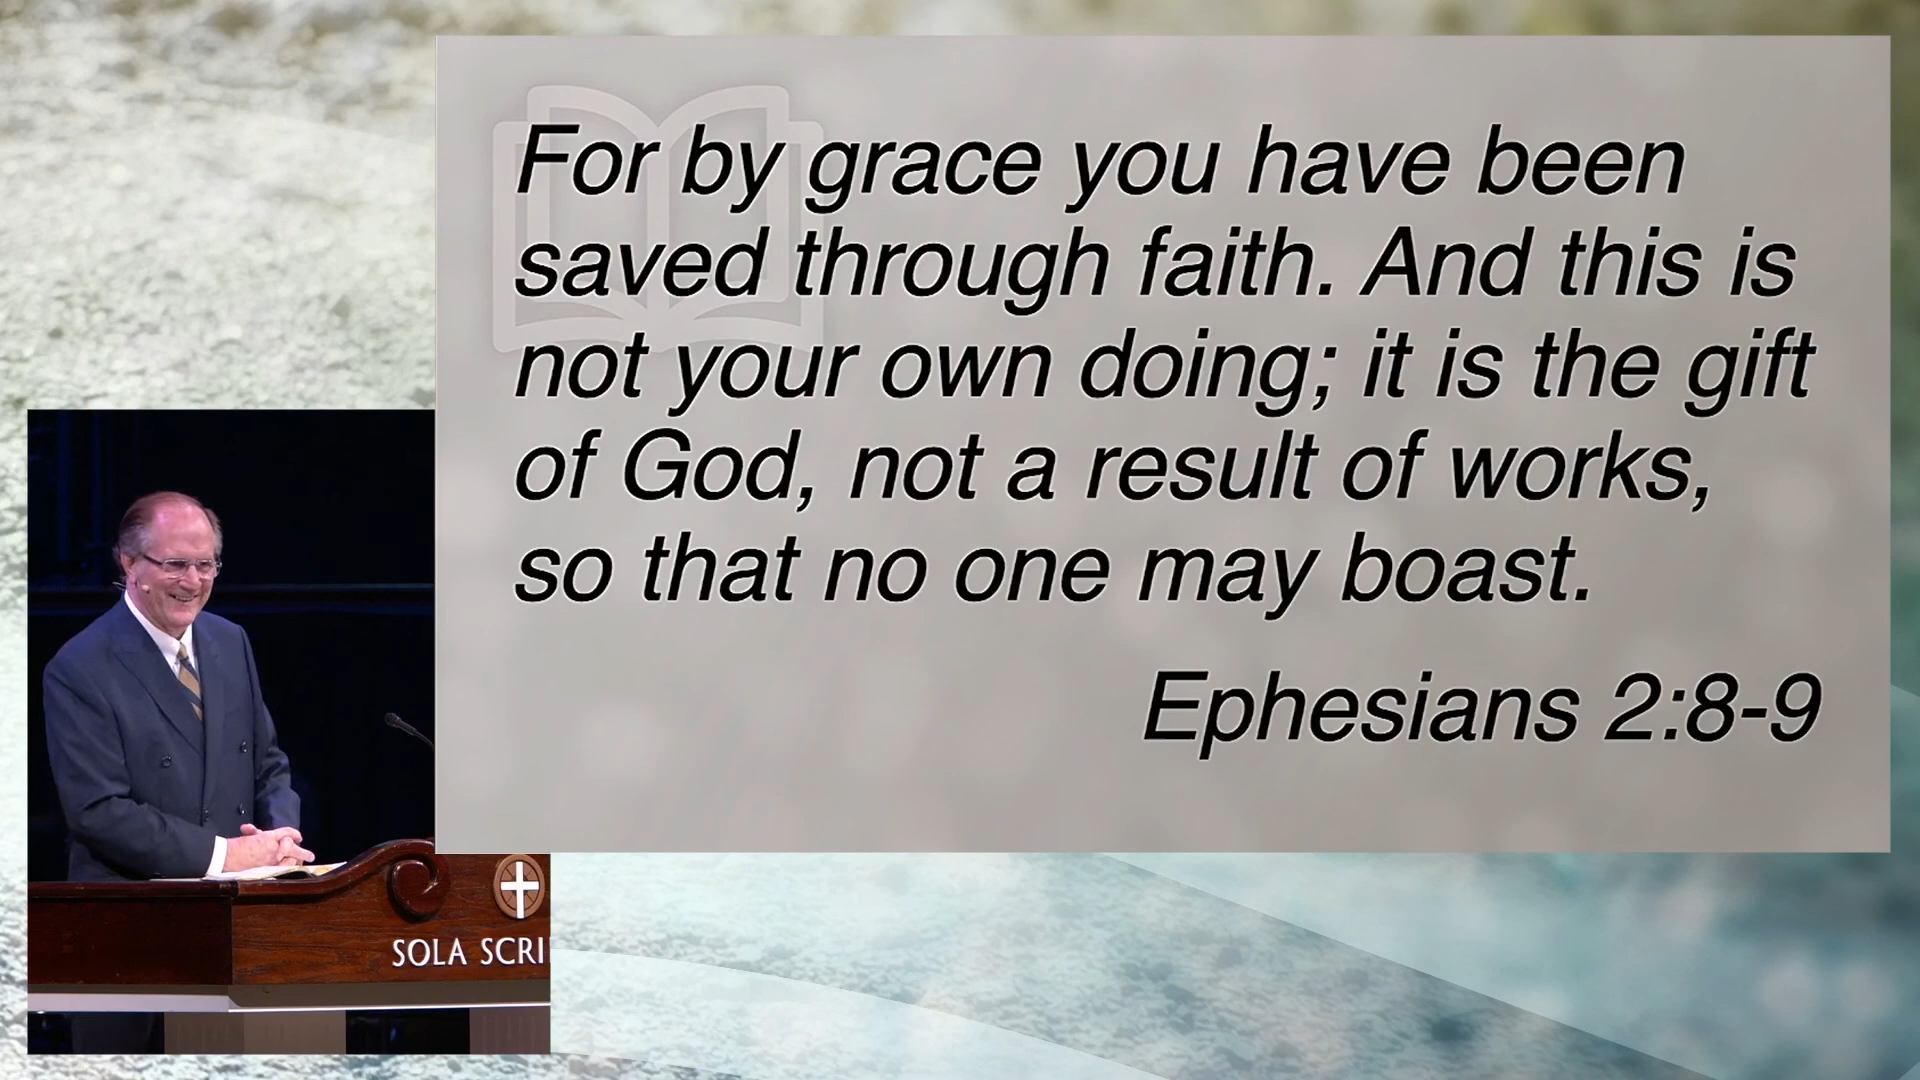 For by grace you have been
saved through faith. And this is
not your own doing; it is the gift
of God, not a result of works,
so that no one may boast.
Ephesians 2:8-9
SOLA SCRI